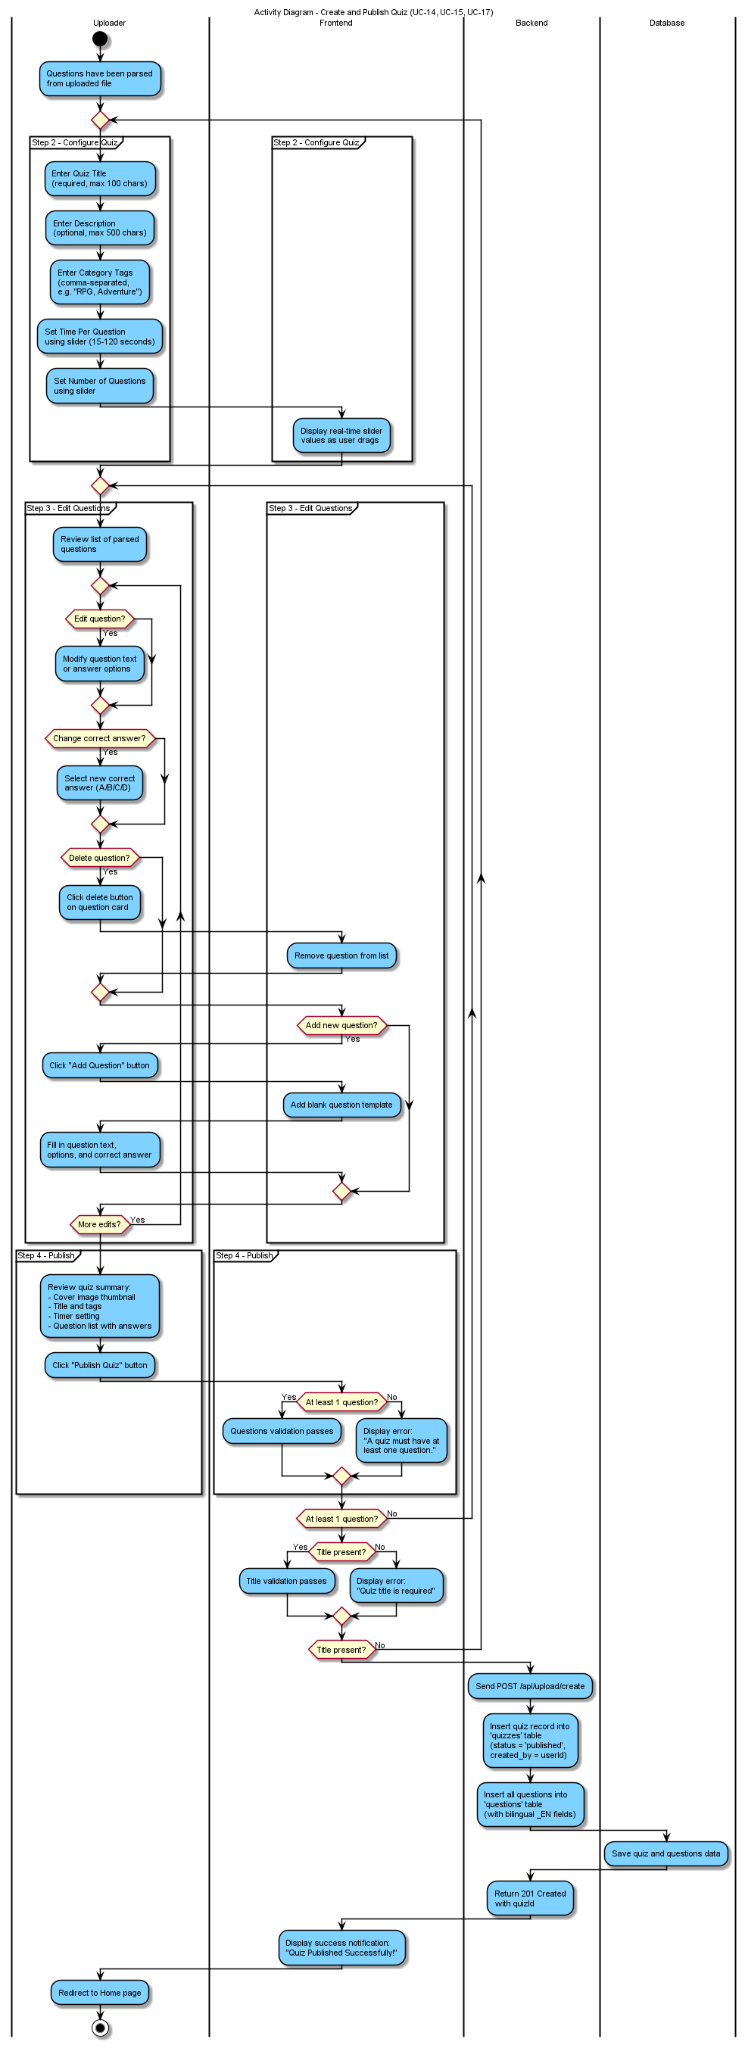 Activity Diagram - Create and Publish Quiz (UC-14, UC-15, UC-17)
Uploader
Frontend
Backend
Database
Questions have been parsed
from uploaded file
Step 2 - Configure Quiz
Step 2 - Configure Quiz
Enter Quiz Title
(required, max 100 chars)
Enter Description
(optional, max 500 chars)
Enter Category Tags
(comma-separated,
e.g. "RPG, Adventure")
Set Time Per Question
using slider (15-120 seconds)
Set Number of Questions
using slider
Display real-time slider
values as user drags
Step 3 - Edit Questions
Step 3 - Edit Questions
Review list of parsed
questions
Edit question?
Yes
Modify question text
or answer options
Change correct answer?
Yes
Select new correct
answer (A/B/C/D)
Delete question?
Yes
Click delete button
on question card
Remove question from list
Add new question?
Yes
Click "Add Question" button
Add blank question template
Fill in question text,
options, and correct answer
More edits?
Yes
Step 4 - Publish
Step 4 - Publish
Review quiz summary:
- Cover image thumbnail
- Title and tags
- Timer setting
- Question list with answers
Click "Publish Quiz" button
Yes
At least 1 question?
No
Questions validation passes
Display error:
"A quiz must have at
least one question."
At least 1 question?
No
Yes
Title present?
No
Title validation passes
Display error:
"Quiz title is required"
Title present?
No
Send POST /api/upload/create
Insert quiz record into
'quizzes' table
(status = 'published',
created_by = userId)
Insert all questions into
'questions' table
(with bilingual _EN fields)
Save quiz and questions data
Return 201 Created
with quizId
Display success notification:
"Quiz Published Successfully!"
Redirect to Home page